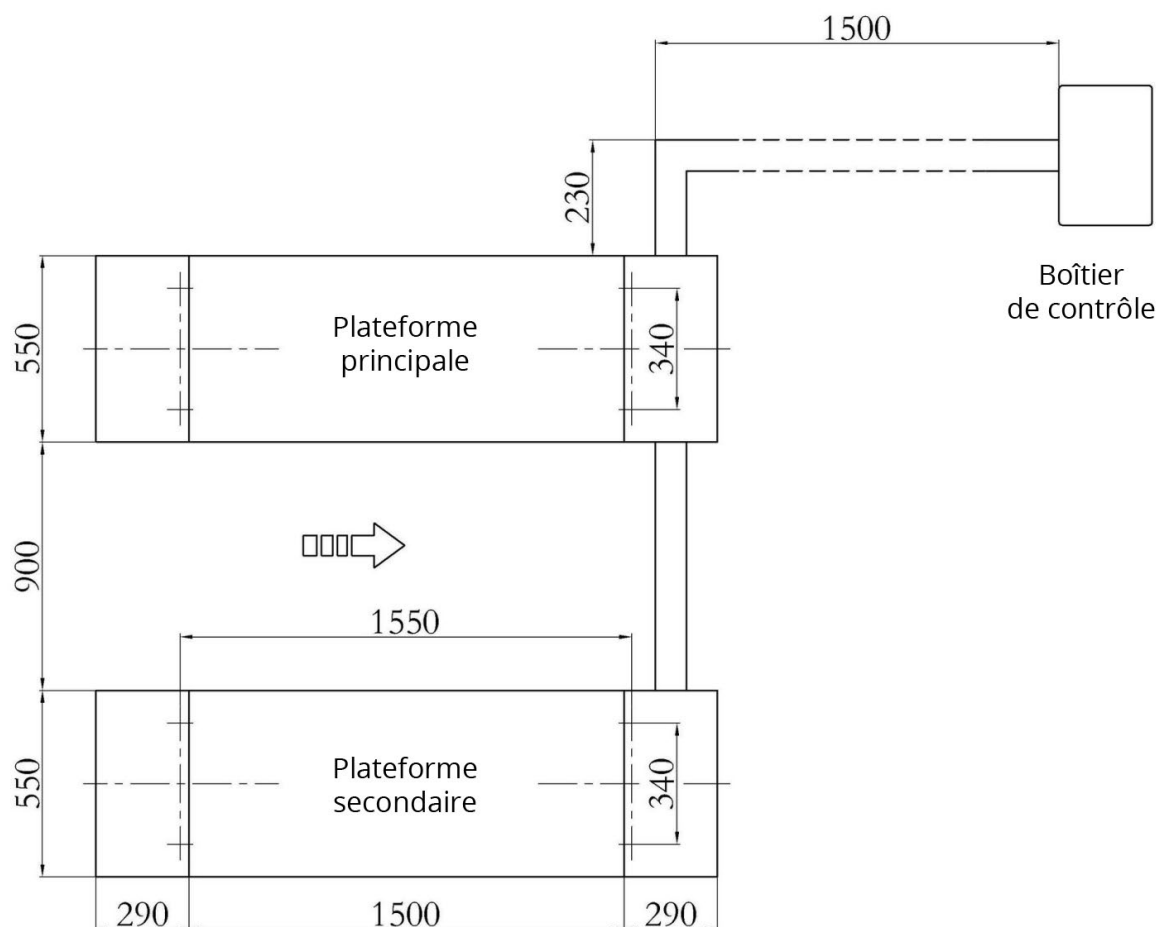 1500
230
Boîtier
de contrôle
550
Plateforme
principale
340
900
1550
550
Plateforme
secondaire
340
290
1500
290